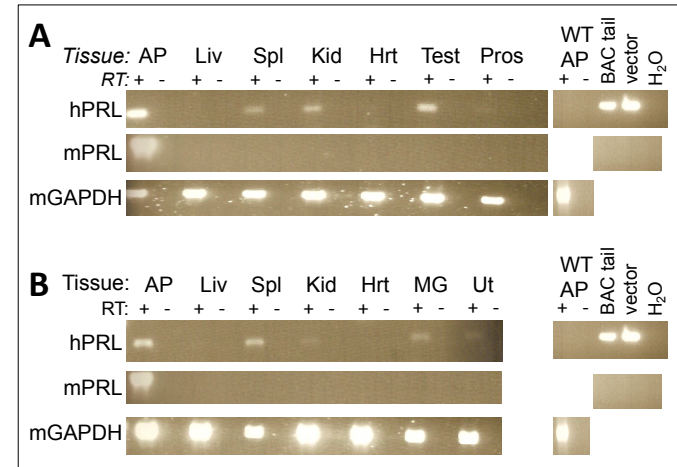 A
Tissue: AP Liv Spl Kid Hrt Test Pros WT AP BAC tail vector H₂O
RT: + - + - + - + - + - + - + - + -
hPRL
mPRL
mGAPDH
B
Tissue: AP Liv Spl Kid Hrt MG Ut WT AP BAC tail vector H₂O
RT: + - + - + - + - + - + - + - + -
hPRL
mPRL
mGAPDH